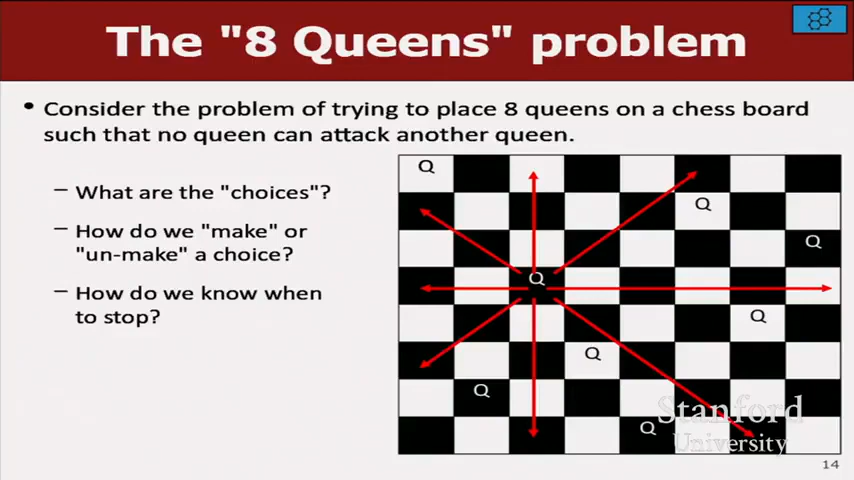 The "8 Queens" problem
• Consider the problem of trying to place 8 queens on a chess board
such that no queen can attack another queen.
– What are the "choices"?
– How do we "make" or
"un-make" a choice?
– How do we know when
to stop?
Q
Q
Q
Q
Q
Q
Q
Q
Stanford
University
14